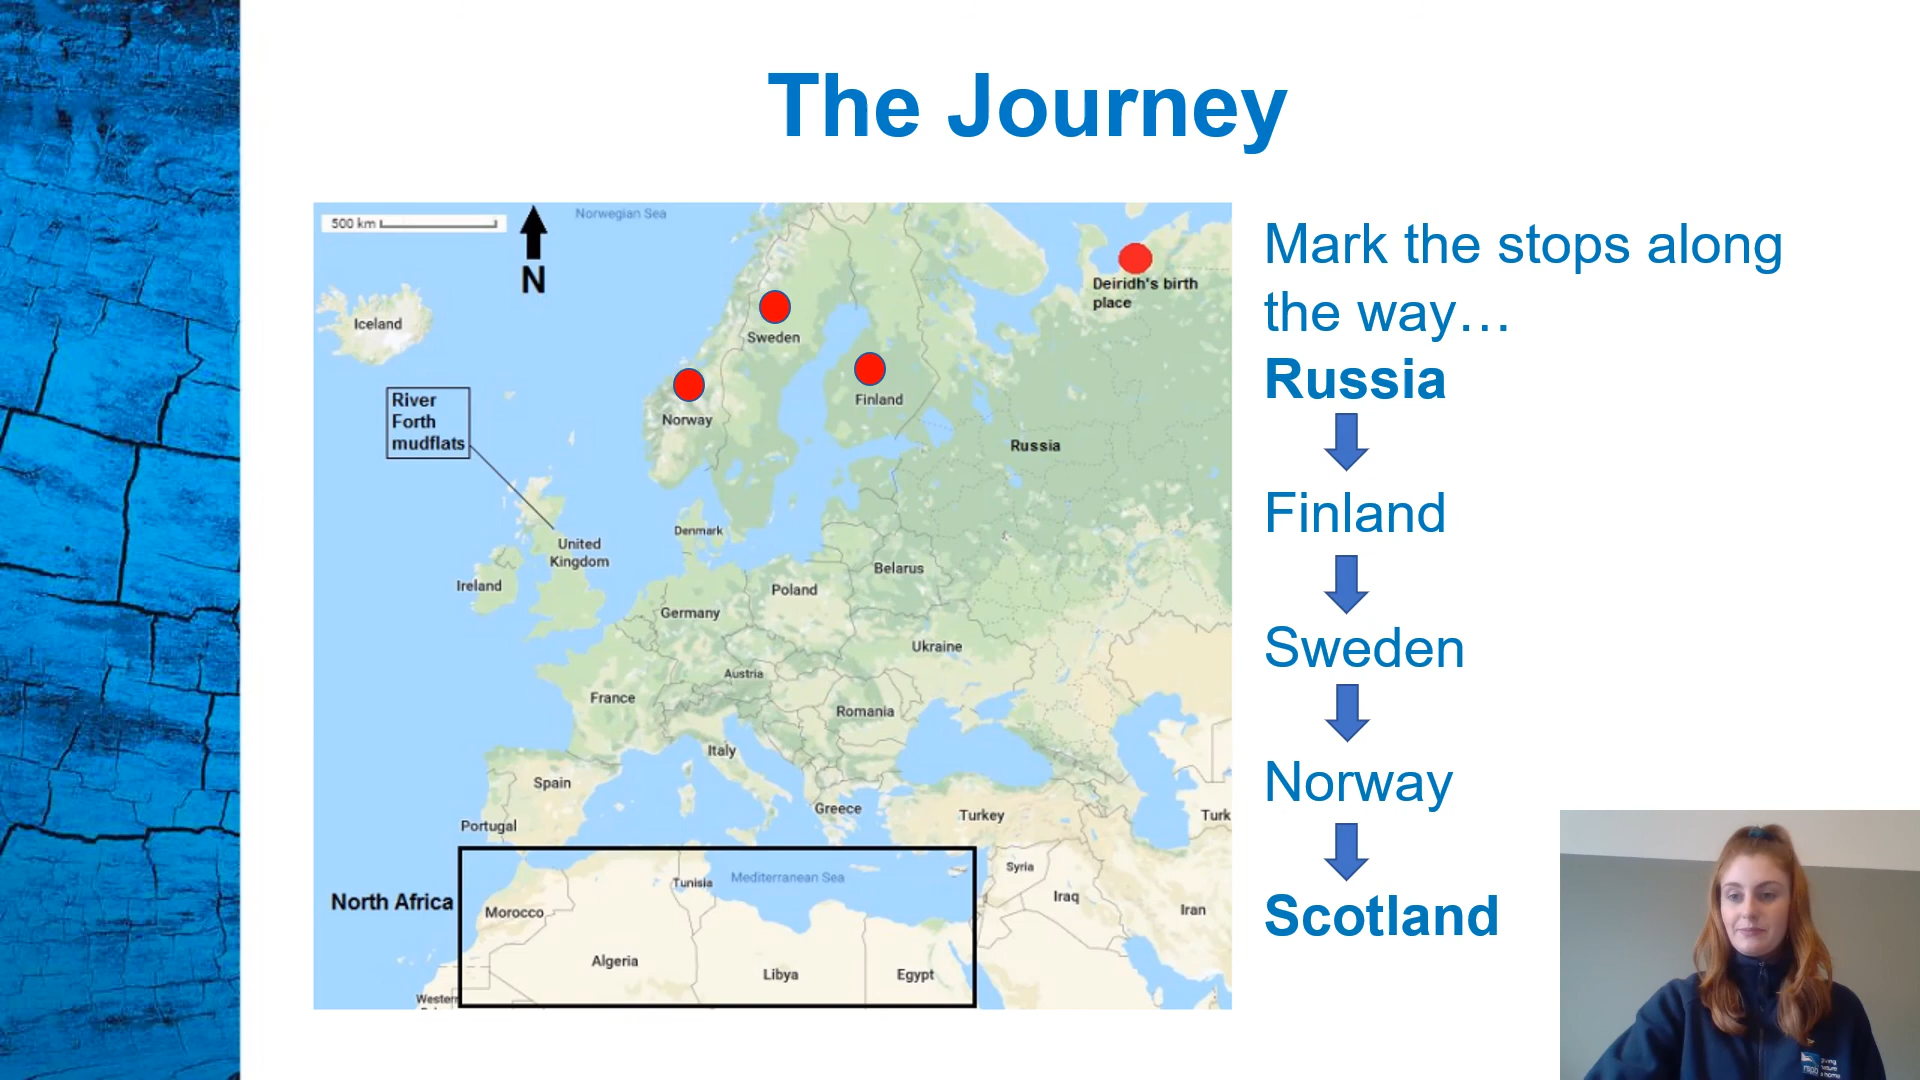 The Journey
500 km
N
Norwegian Sea
Iceland
Deiridh's birth
place
Sweden
Finland
Norway
River
Forth
mudflats
Russia
Denmark
United
Kingdom
Ireland
Belarus
Poland
Germany
Ukraine
Austria
France
Romania
Italy
Spain
Greece
Turkey
Turk
Portugal
Syria
Tunisia
Mediterranean Sea
North Africa
Morocco
Iraq
Iran
Algeria
Libya
Egypt
Western
Mark the stops along
the way…
Russia
Finland
Sweden
Norway
Scotland